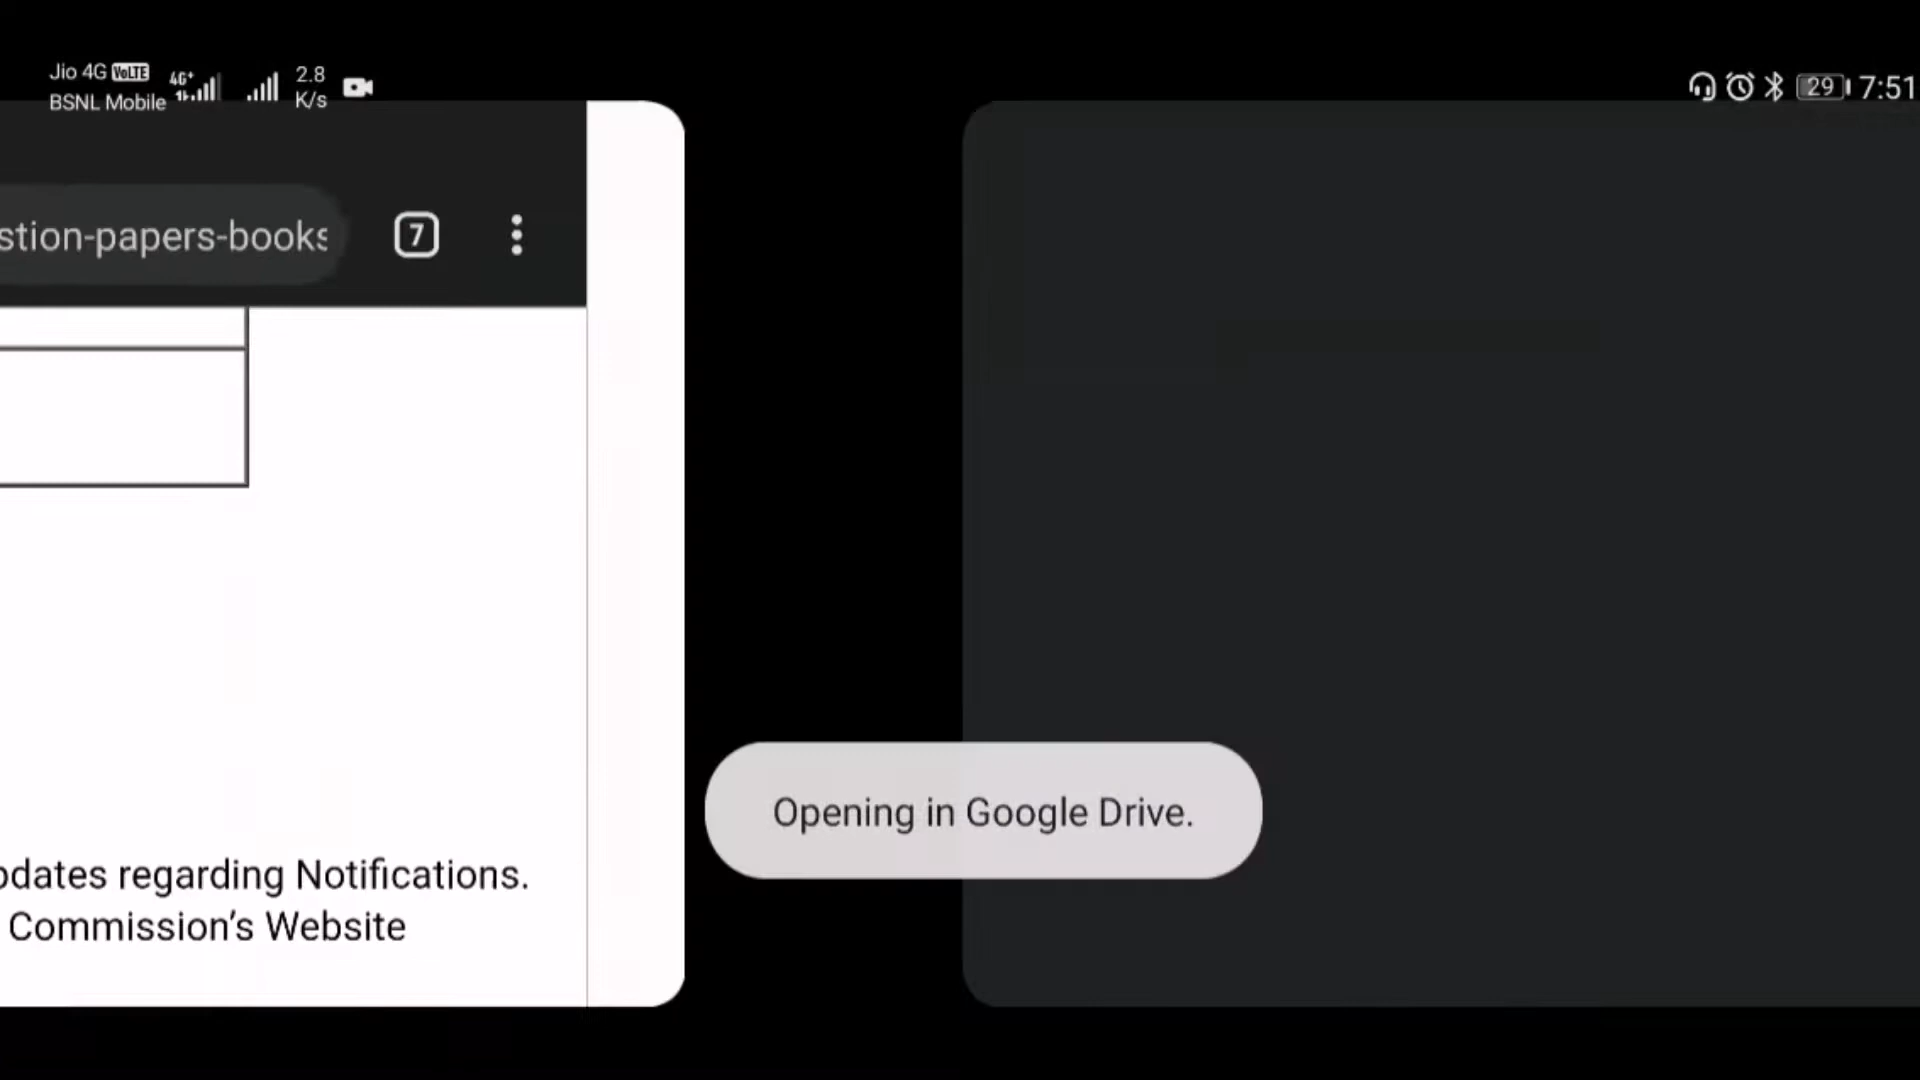 Jio 4G VoLTE
BSNL Mobile
4G+
2.8
K/s
29
7:51
stion-papers-books
7
Opening in Google Drive.
dates regarding Notifications.
Commission's Website